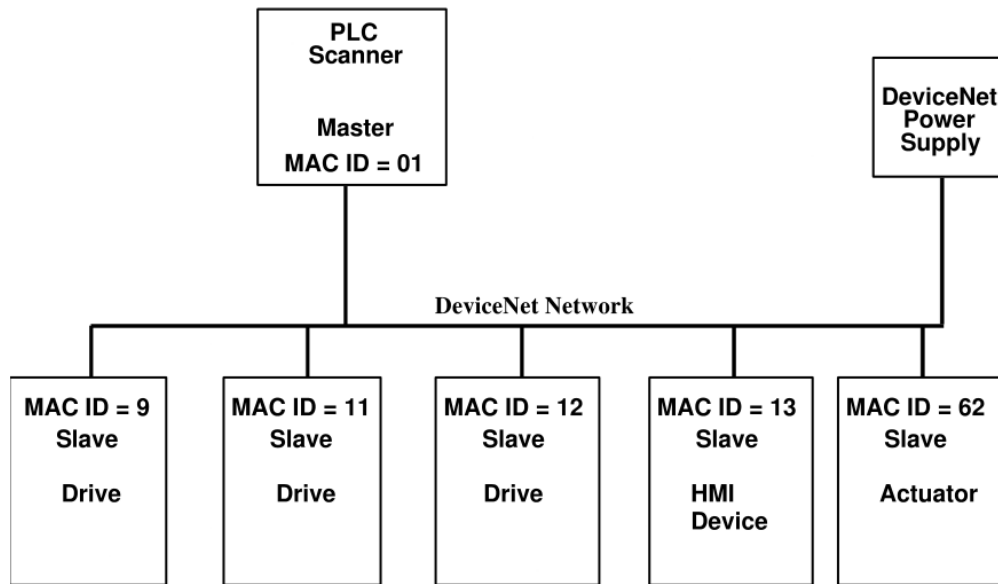 PLC
Scanner
Master
MAC ID = 01
DeviceNet
Power
Supply
DeviceNet Network
MAC ID = 9
Slave
Drive
MAC ID = 11
Slave
Drive
MAC ID = 12
Slave
Drive
MAC ID = 13
Slave
HMI
Device
MAC ID = 62
Slave
Actuator